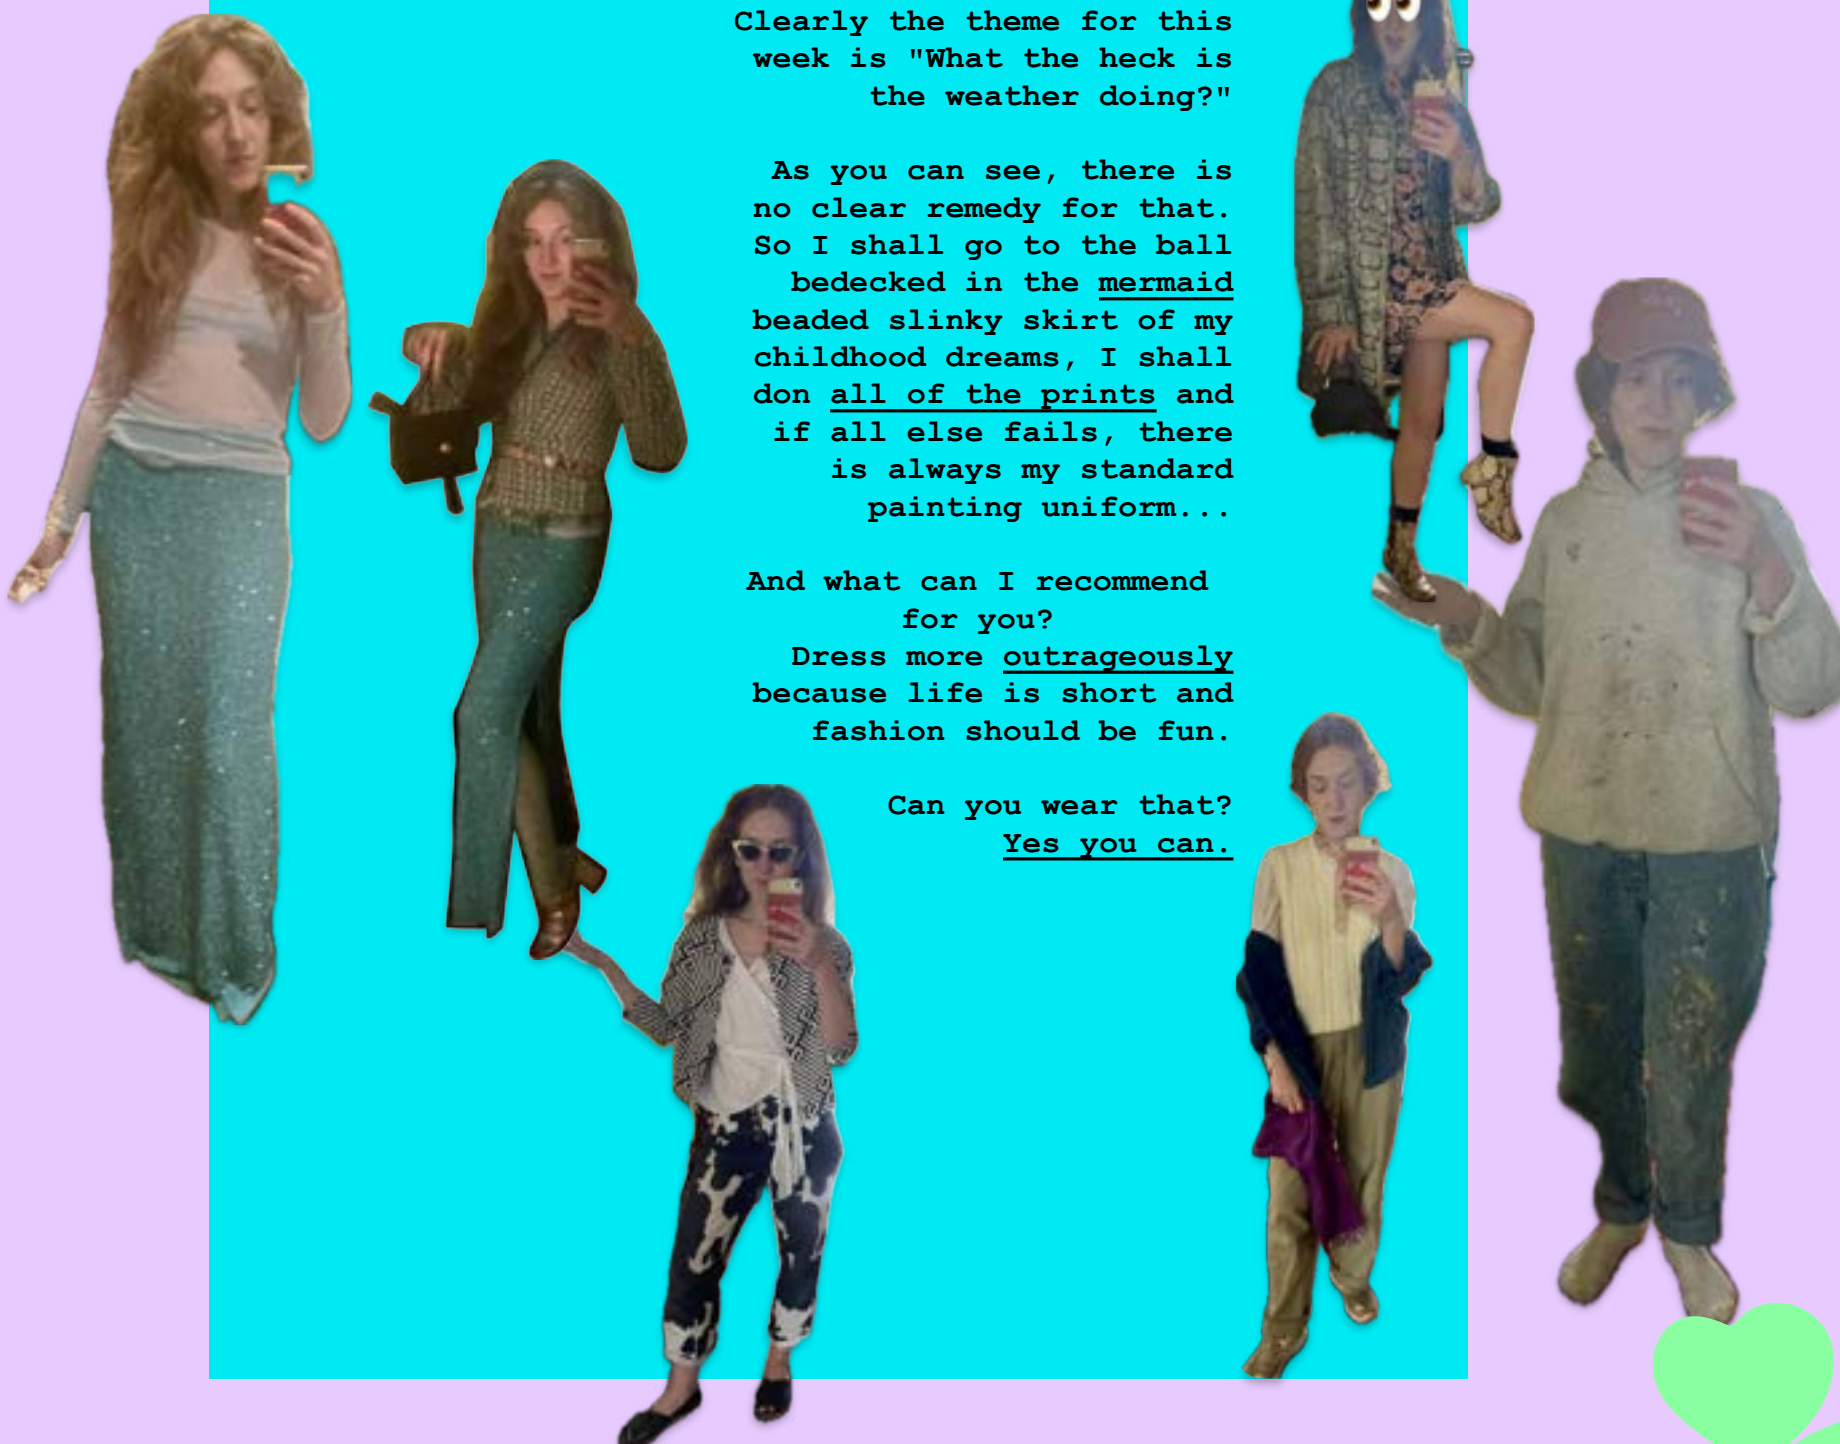 Clearly the theme for this
week is "What the heck is
the weather doing?"
As you can see, there is
no clear remedy for that.
So I shall go to the ball
bedecked in the mermaid
beaded slinky skirt of my
childhood dreams, I shall
don all of the prints and
if all else fails, there
is always my standard
painting uniform...
And what can I recommend
for you?
Dress more outrageously
because life is short and
fashion should be fun.
Can you wear that?
Yes you can.